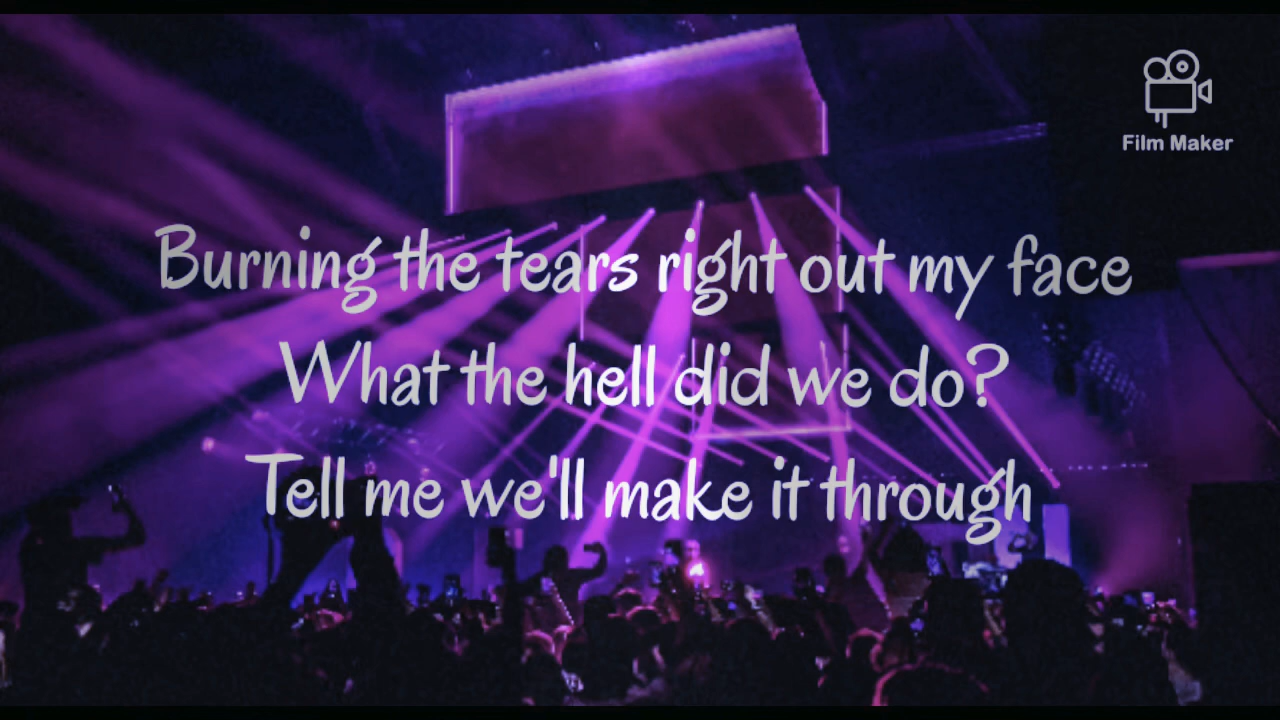 Film Maker
Burning the tears right out my face
What the hell did we do?
Tell me we'll make it through